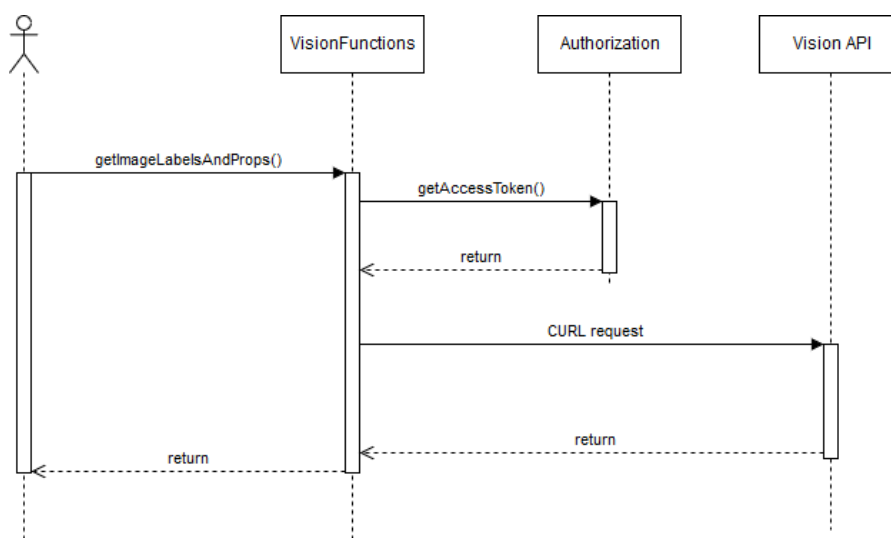 VisionFunctions
Authorization
Vision API
getImageLabelsAndProps()
getAccessToken()
return
CURL request
return
return